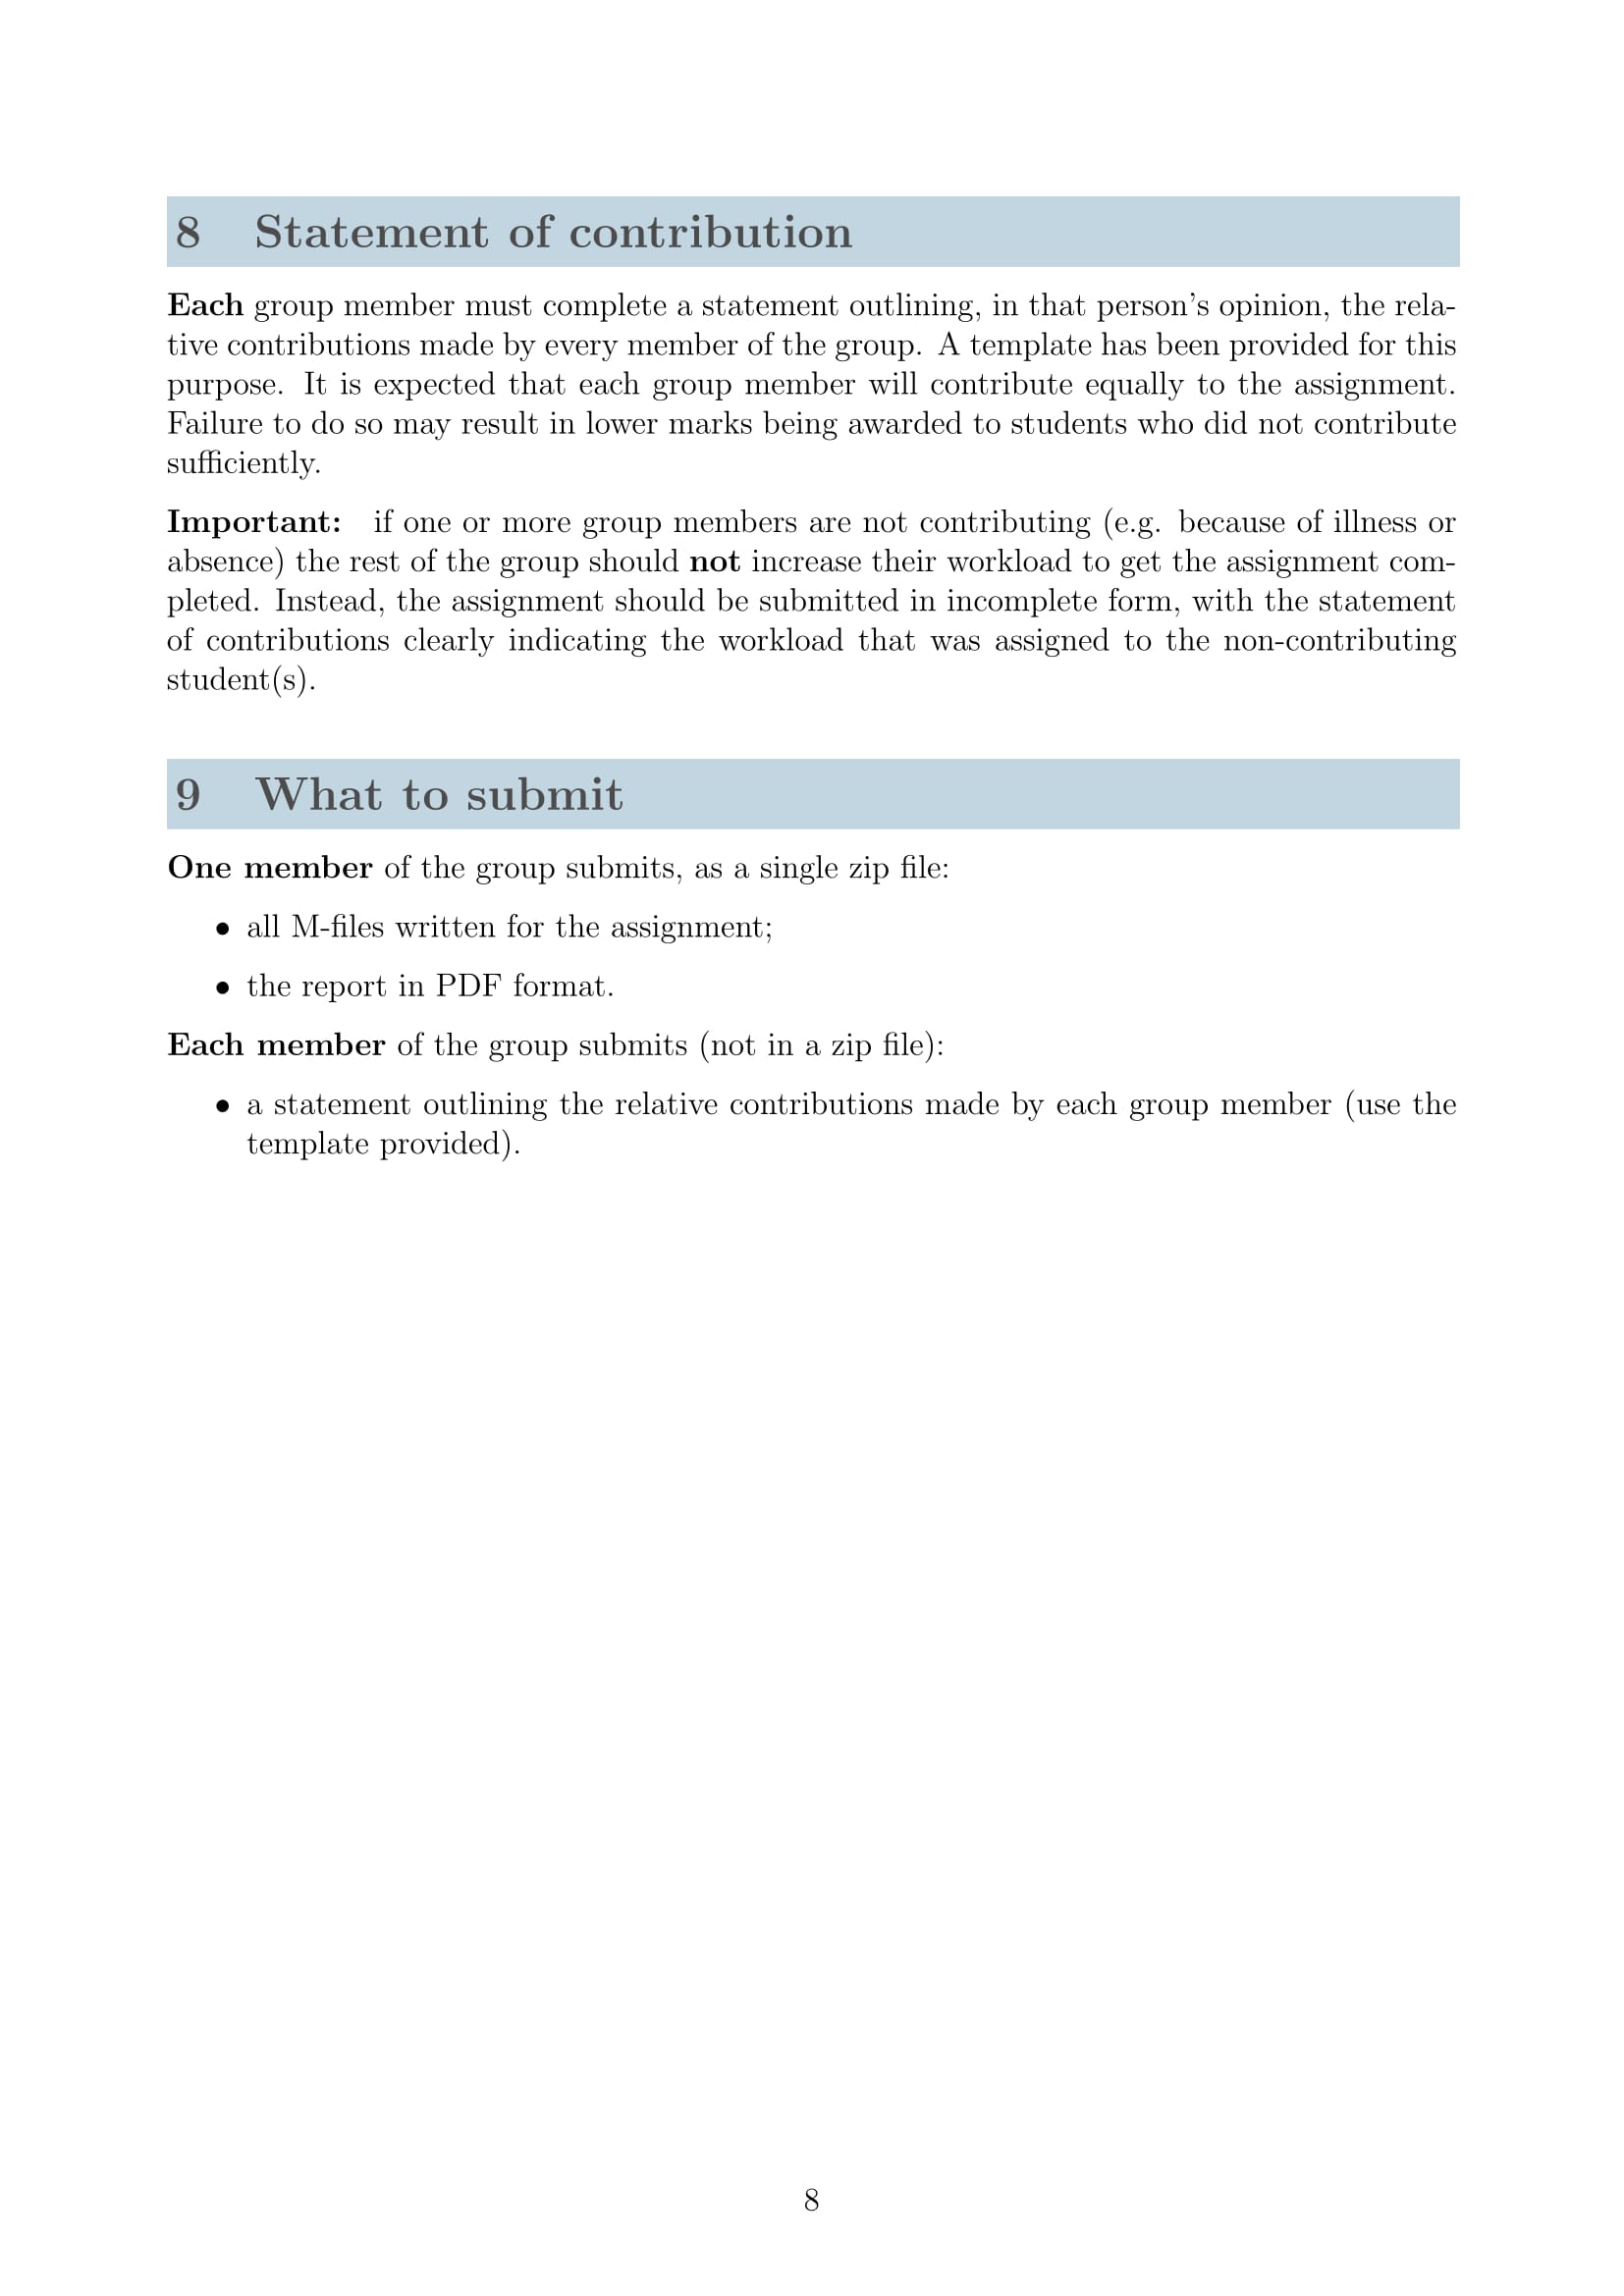 8 Statement of contribution
Each group member must complete a statement outlining, in that person's opinion, the rela-
tive contributions made by every member of the group. A template has been provided for this
purpose. It is expected that each group member will contribute equally to the assignment.
Failure to do so may result in lower marks being awarded to students who did not contribute
sufficiently.
Important: if one or more group members are not contributing (e.g. because of illness or
absence) the rest of the group should not increase their workload to get the assignment com-
pleted. Instead, the assignment should be submitted in incomplete form, with the statement
of contributions clearly indicating the workload that was assigned to the non-contributing
student(s).
9 What to submit
One member of the group submits, as a single zip file:
• all M-files written for the assignment;
• the report in PDF format.
Each member of the group submits (not in a zip file):
• a statement outlining the relative contributions made by each group member (use the
template provided).
8